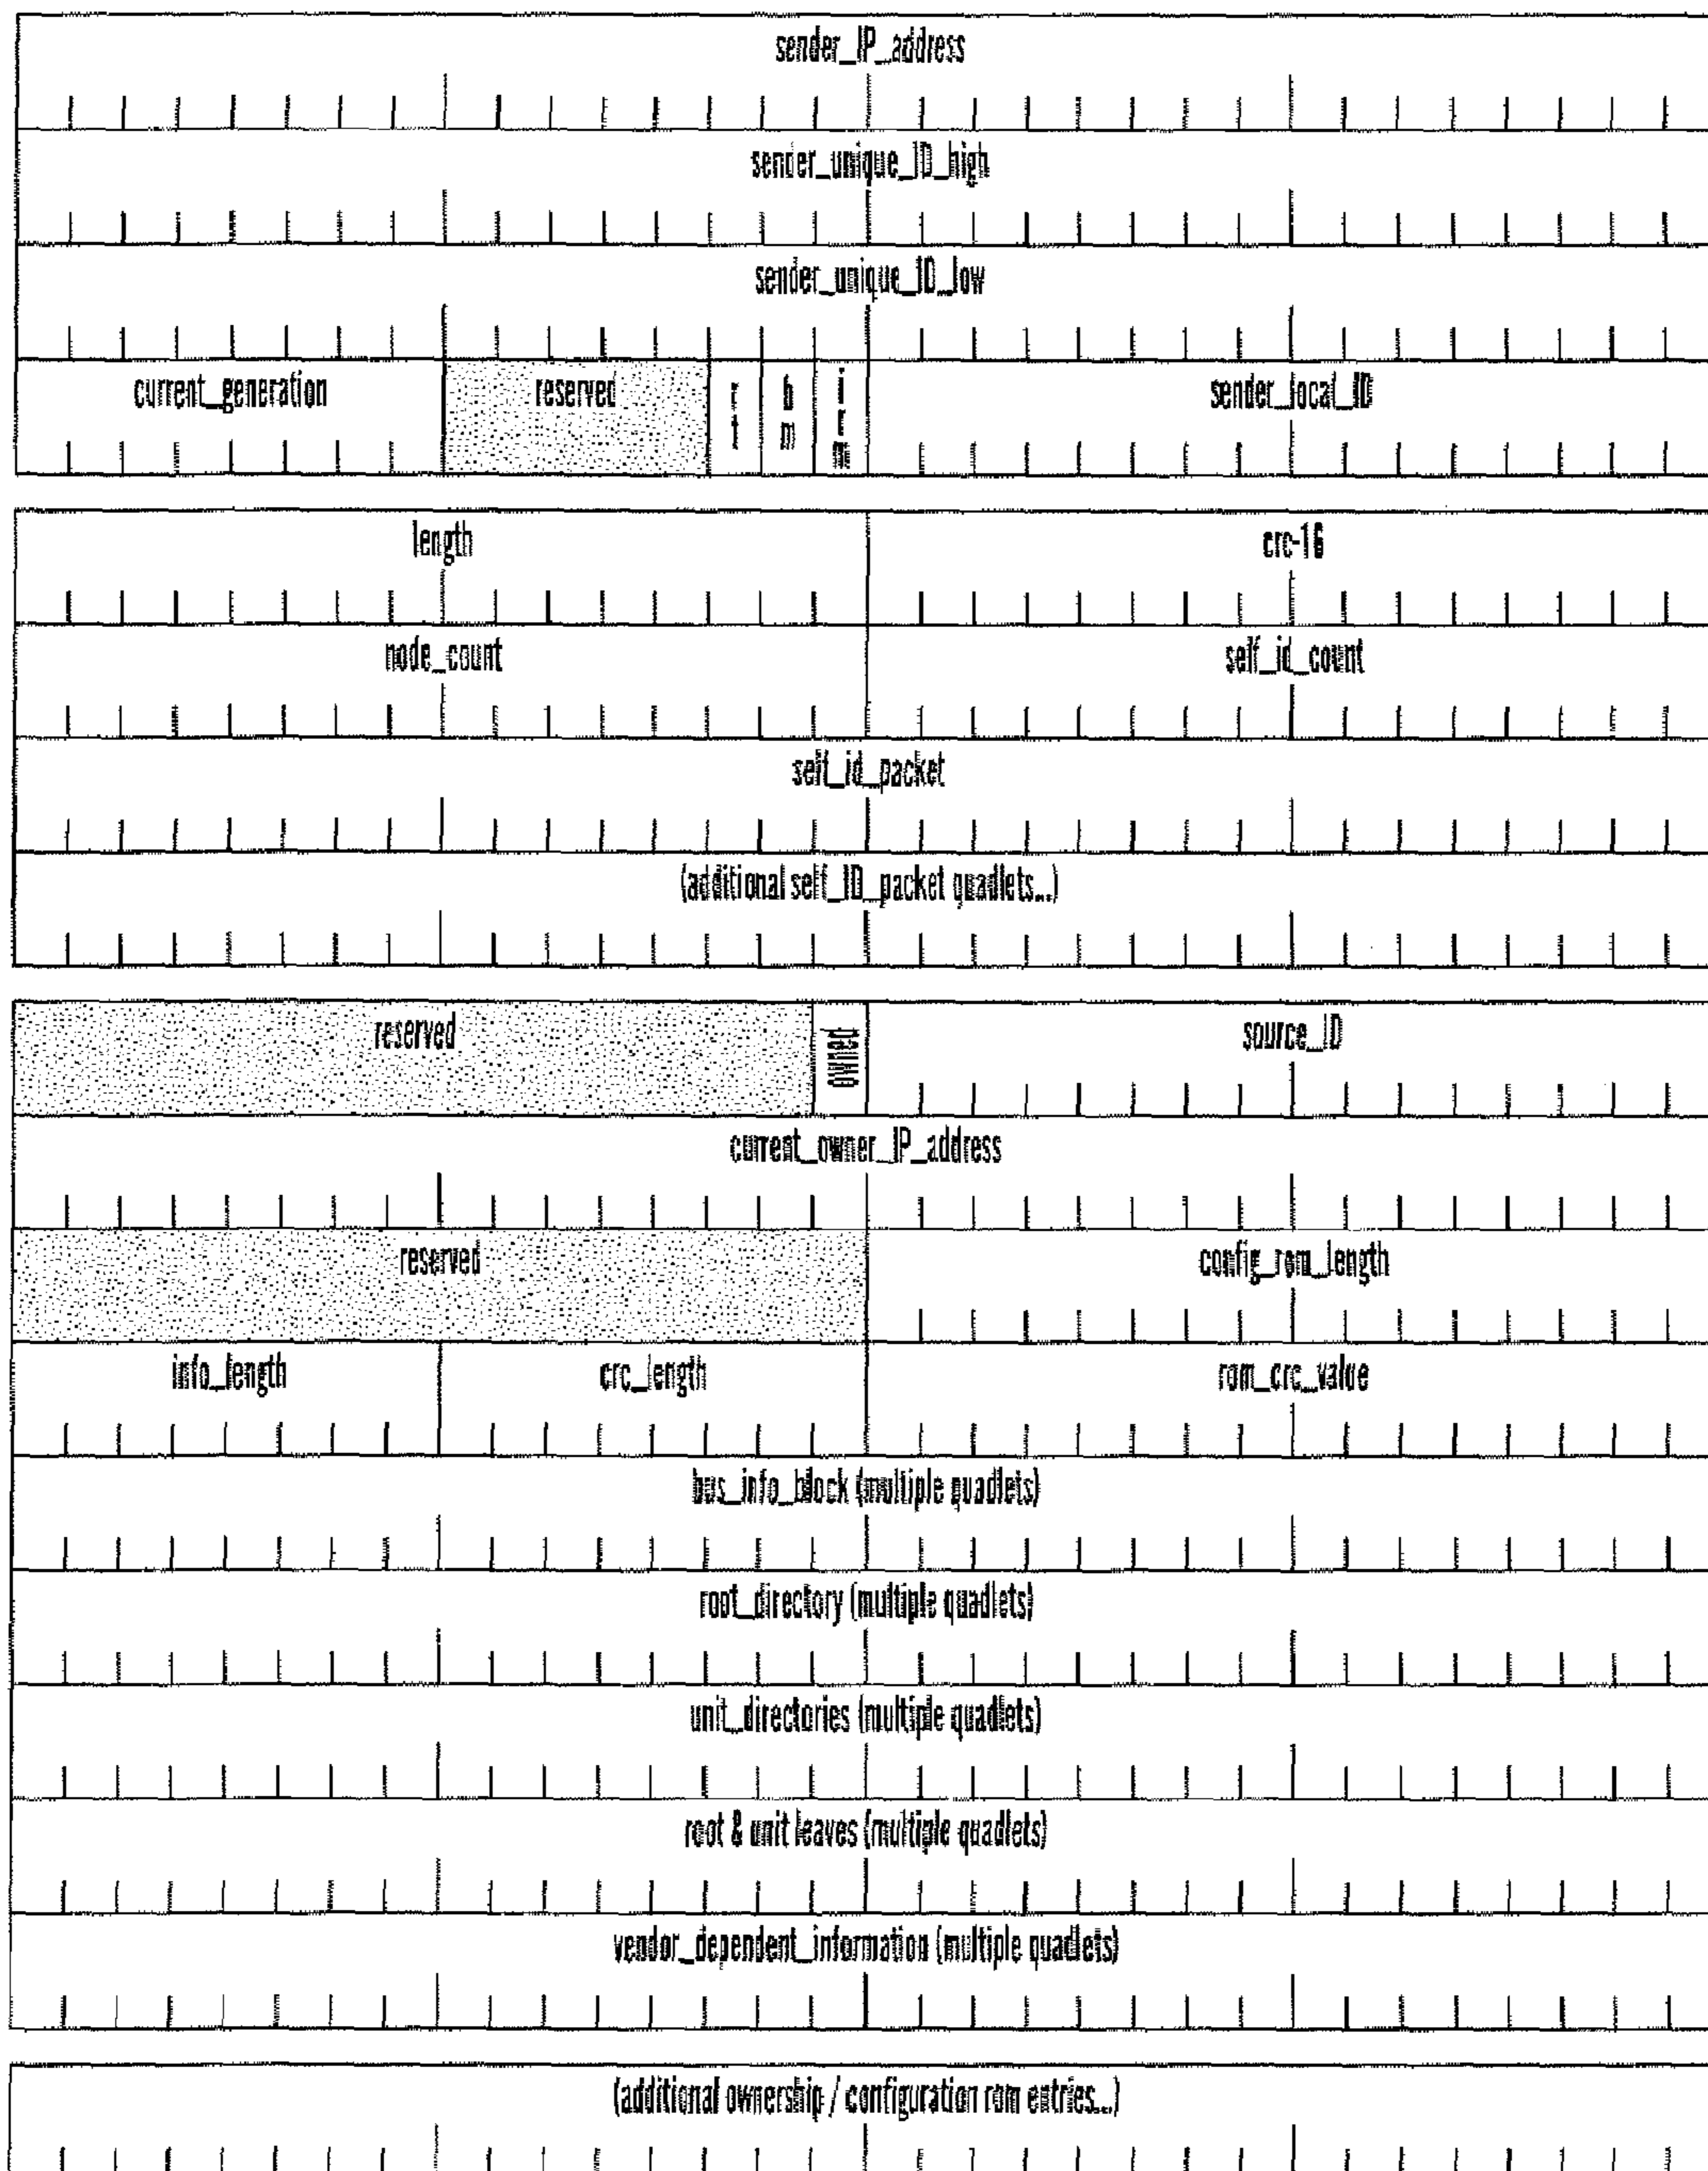 sender_IP_address
sender_unique_ID_high
sender_unique_ID_low
current_generation reserved r t bm irm sender_local_ID
length crc-16
node_count self_id_count
self_id_packet
(additional self_ID_packet quadlets...)
reserved owned source_ID
current_owner_IP_address
reserved config_rom_length
info_length crc_length rom_crc_value
bus_info_block (multiple quadlets)
root_directory (multiple quadlets)
unit_directories (multiple quadlets)
root & unit leaves (multiple quadlets)
vendor_dependent_information (multiple quadlets)
(additional ownership / configuration rom entries...)